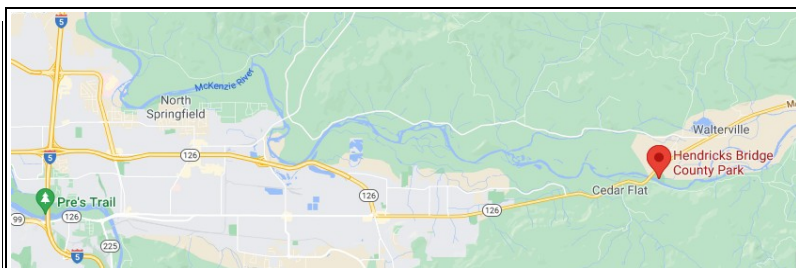 5
McKenzie River
North
Springfield
Walterville
126
5
Hendricks Bridge
County Park
Cedar Flat
Pre's Trail
126
126
126
99
225
5